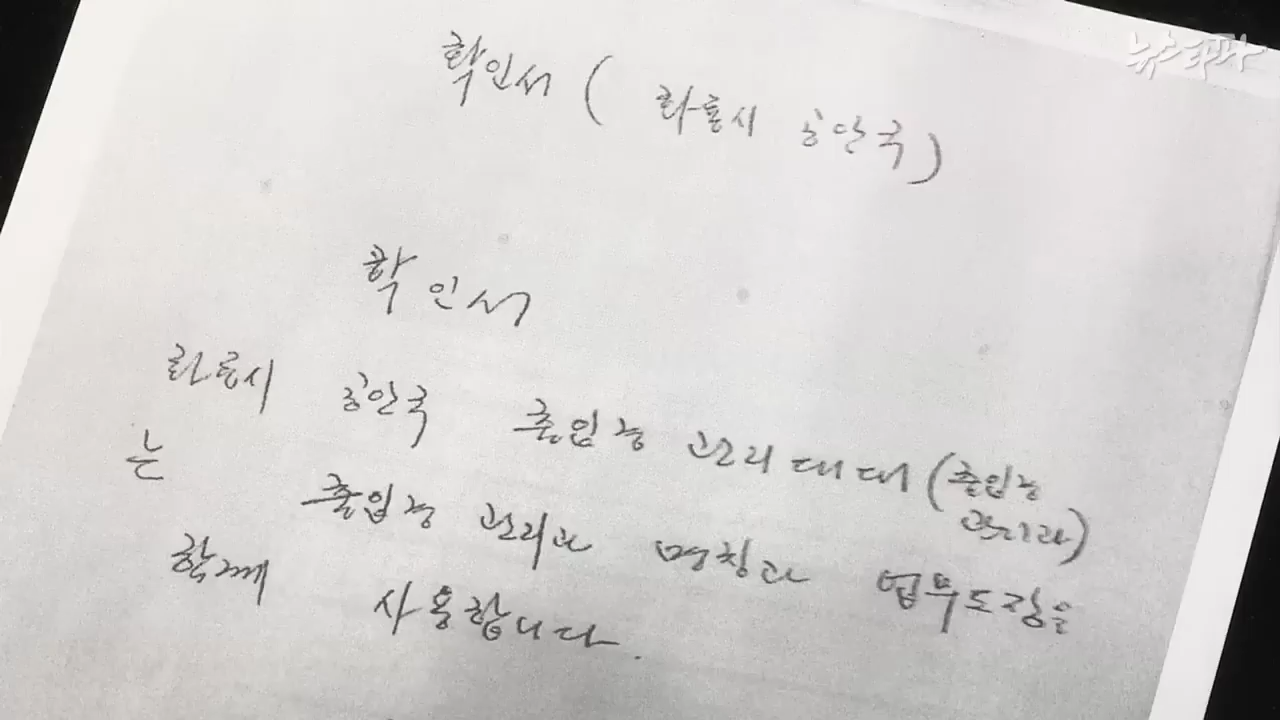 뉴스타파
확인서 ( 화룡시 공안국 )
확인서
화룡시 공안국 출입경 관리대대 (출입경
관리과)
는 출입경 관리과 명칭과 업무도장을
함께 사용합니다.